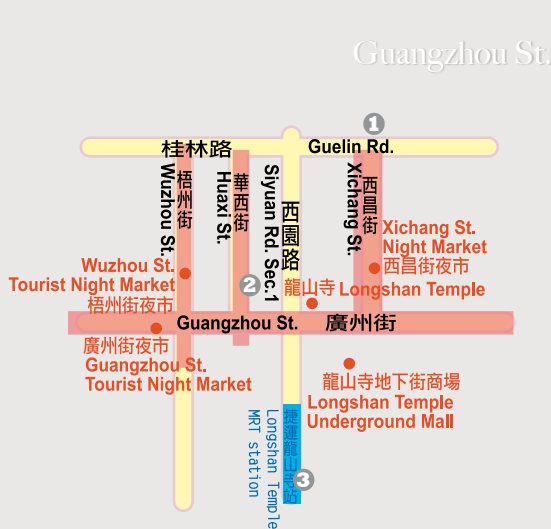 Guangzhou St.
1
桂林路
Guelin Rd.
梧州街
Wuzhou St.
華西街
Huaxi St.
西園路
Siyuan Rd. Sec.1
西昌街
Xichang St.
Xichang St.
Night Market
西昌街夜市
Wuzhou St.
Tourist Night Market
梧州街夜市
2
龍山寺 Longshan Temple
Guangzhou St.
廣州街
廣州街夜市
Guangzhou St.
Tourist Night Market
龍山寺地下街商場
Longshan Temple
Underground Mall
捷運龍山寺站
Longshan Temple
MRT station
3